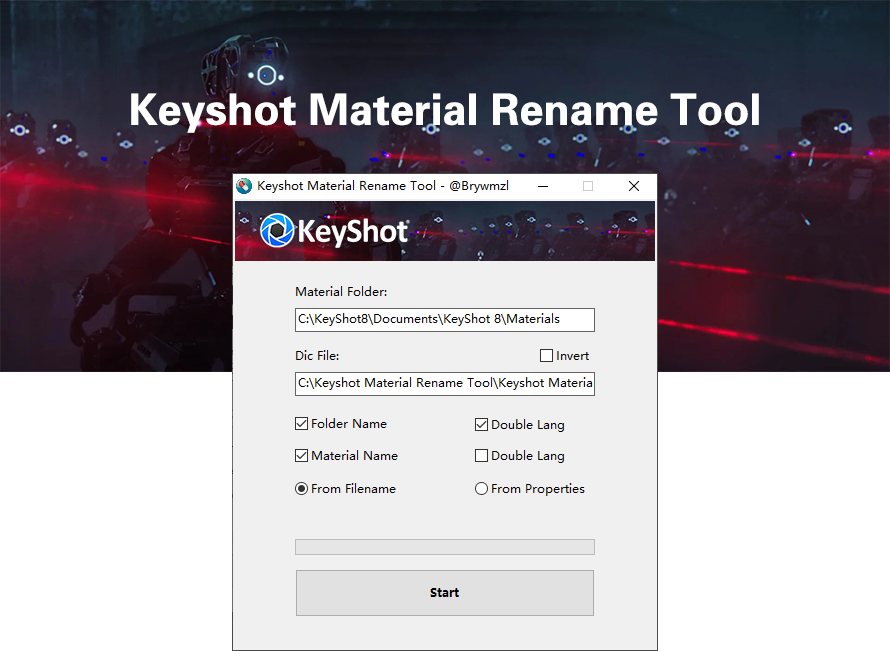 Keyshot Material Rename Tool
Keyshot Material Rename Tool - @Brywmzl
KeyShot
Material Folder:
C:\KeyShot8\Documents\KeyShot 8\Materials
Dic File:
Invert
C:\Keyshot Material Rename Tool\Keyshot Materia
Folder Name
Double Lang
Material Name
Double Lang
From Filename
From Properties
Start